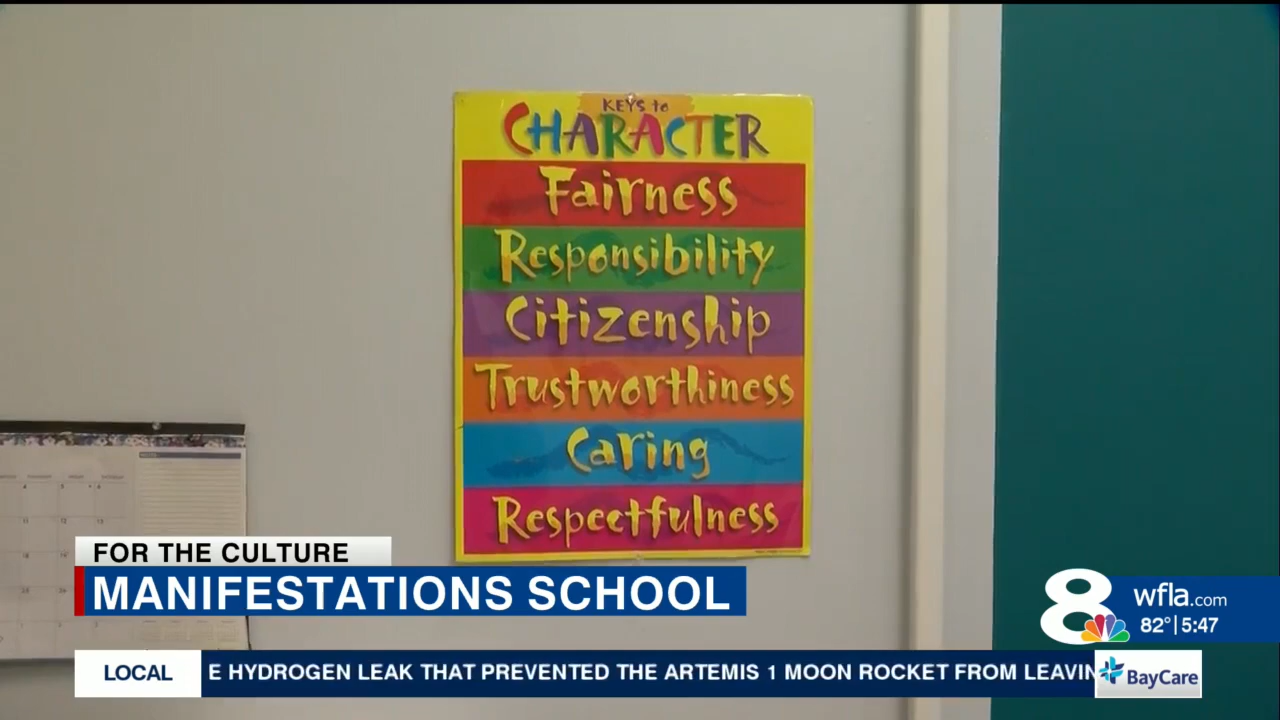 KEYS to
CHARACTER
Fairness
Responsibility
Citizenship
Trustworthiness
Caring
Respectfulness
FOR THE CULTURE
MANIFESTATIONS SCHOOL
8 wfla.com
82° | 5:47
LOCAL E HYDROGEN LEAK THAT PREVENTED THE ARTEMIS 1 MOON ROCKET FROM LEAVIN BayCare